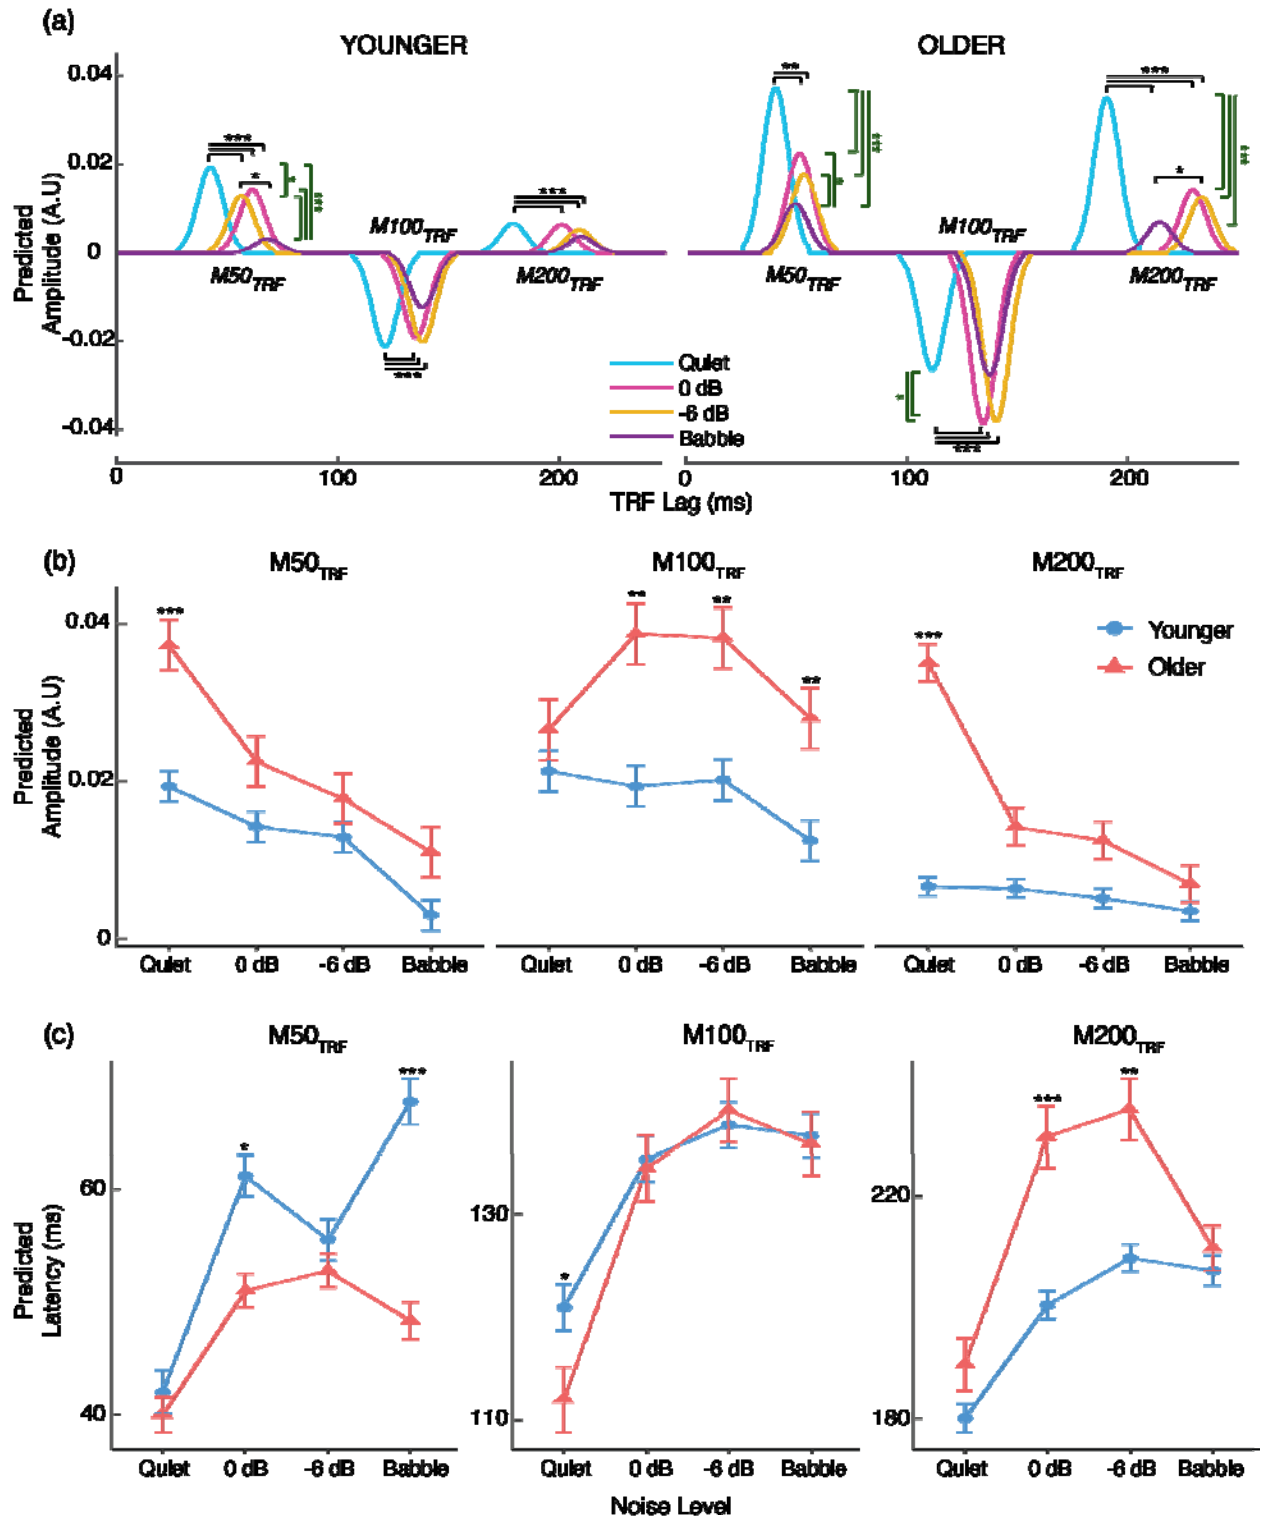 (a)
YOUNGER
OLDER
Predicted Amplitude (A.U)
0.04
0.02
0
-0.02
-0.04
***
*
*
***
M50TRF
M100TRF
***
***
M200TRF
**
***
M50TRF
M100TRF
*
***
***
*
***
M200TRF
Quiet
0 dB
-6 dB
Babble
0
100
200
0
100
200
TRF Lag (ms)
(b)
M50TRF
M100TRF
M200TRF
Predicted Amplitude (A.U)
0.04
0.02
0
***
**
**
**
***
Younger
Older
Quiet
0 dB
-6 dB
Babble
Quiet
0 dB
-6 dB
Babble
Quiet
0 dB
-6 dB
Babble
(c)
M50TRF
M100TRF
M200TRF
Predicted Latency (ms)
60
40
*
***
130
110
*
220
180
***
**
Quiet
0 dB
-6 dB
Babble
Quiet
0 dB
-6 dB
Babble
Quiet
0 dB
-6 dB
Babble
Noise Level